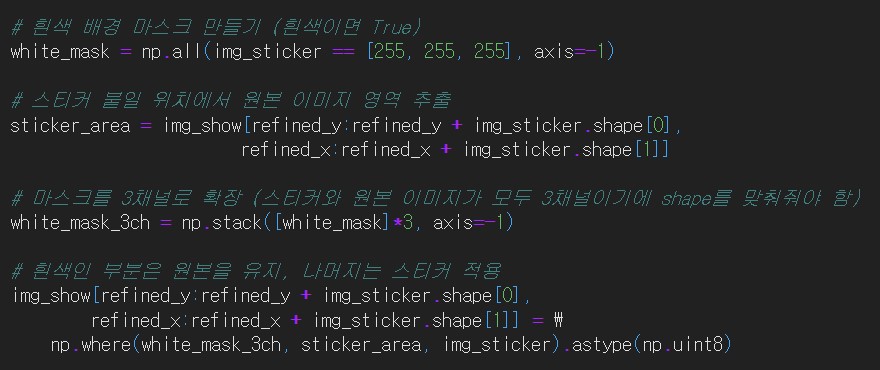 # 흰색 배경 마스크 만들기 (흰색이면 True)
white_mask = np.all(img_sticker == [255, 255, 255], axis=-1)
# 스티커 붙일 위치에서 원본 이미지 영역 추출
sticker_area = img_show[refined_y:refined_y + img_sticker.shape[0],
refined_x:refined_x + img_sticker.shape[1]]
# 마스크를 3채널로 확장 (스티커와 원본 이미지가 모두 3채널이기에 shape를 맞춰줘야 함)
white_mask_3ch = np.stack([white_mask]*3, axis=-1)
# 흰색인 부분은 원본을 유지, 나머지는 스티커 적용
img_show[refined_y:refined_y + img_sticker.shape[0],
refined_x:refined_x + img_sticker.shape[1]] = ₩
np.where(white_mask_3ch, sticker_area, img_sticker).astype(np.uint8)